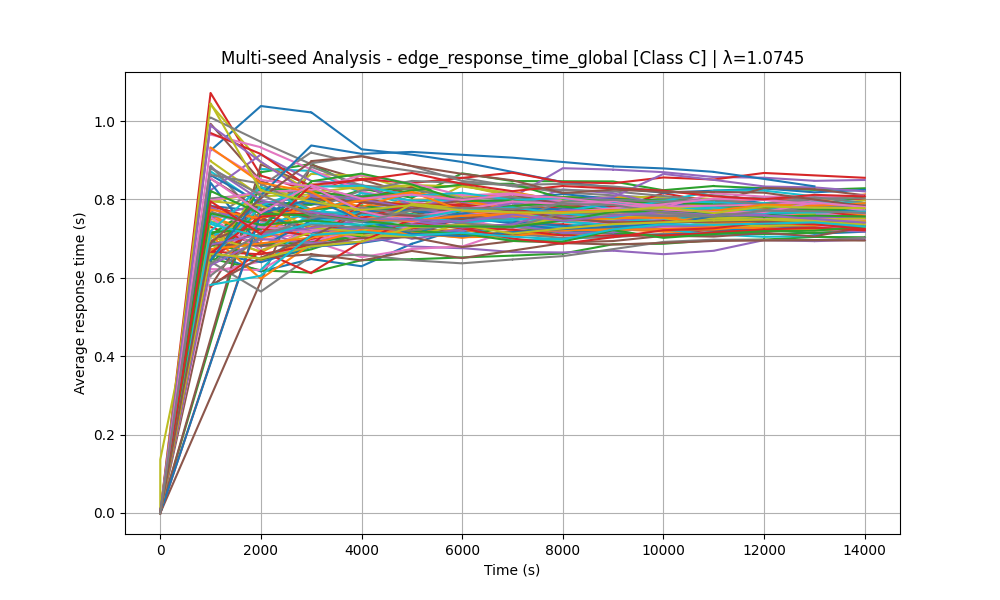 Multi-seed Analysis - edge_response_time_global [Class C] | λ=1.0745
Average response time (s)
1.0
0.8
0.6
0.4
0.2
0.0
0 2000 4000 6000 8000 10000 12000 14000
Time (s)